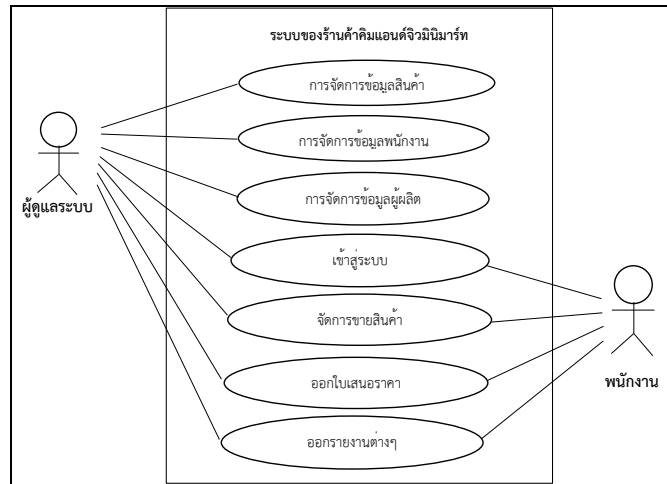 ระบบของร้านค้าคิมแอนด์จิวมินิมาร์ท
การจัดการข้อมูลสินค้า
การจัดการข้อมูลพนักงาน
การจัดการข้อมูลผู้ผลิต
ผู้ดูแลระบบ
เข้าสู่ระบบ
จัดการขายสินค้า
ออกใบเสนอราคา
พนักงาน
ออกรายงานต่างๆ